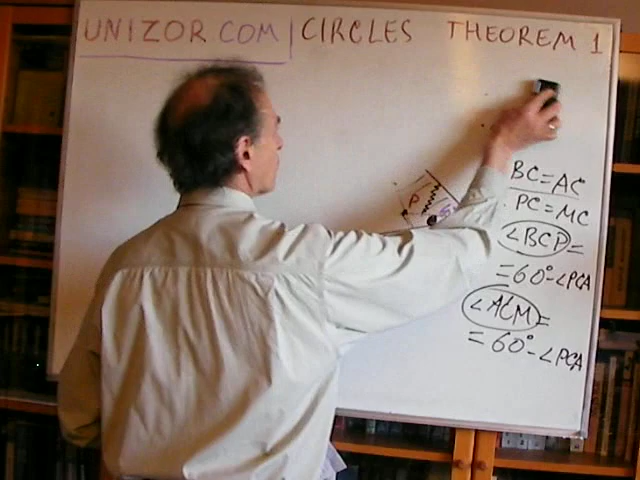 UNIZOR.COM | CIRCLES THEOREM 1
BC=AC
PC=MC
∠BCP=
=60°-∠PCA
∠ACM=
=60°-∠PCA
P